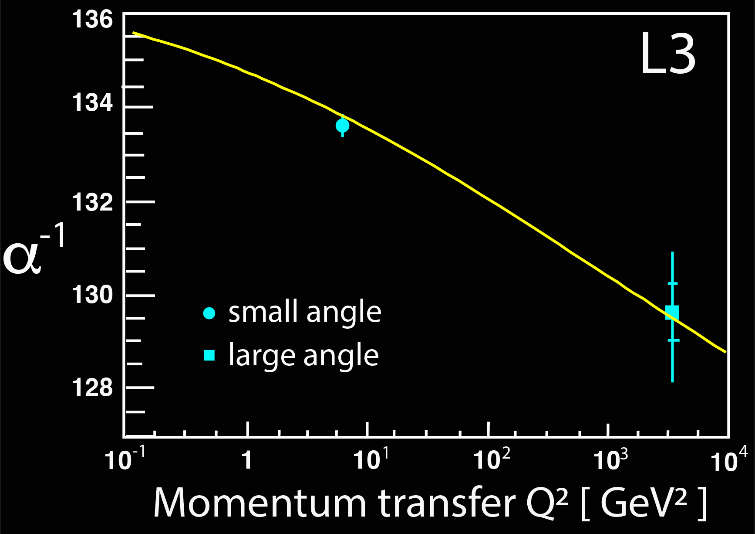 L3
136
134
132
130
128
α⁻¹
small angle
large angle
10⁻¹ 1 10¹ 10² 10³ 10⁴
Momentum transfer Q² [ GeV² ]